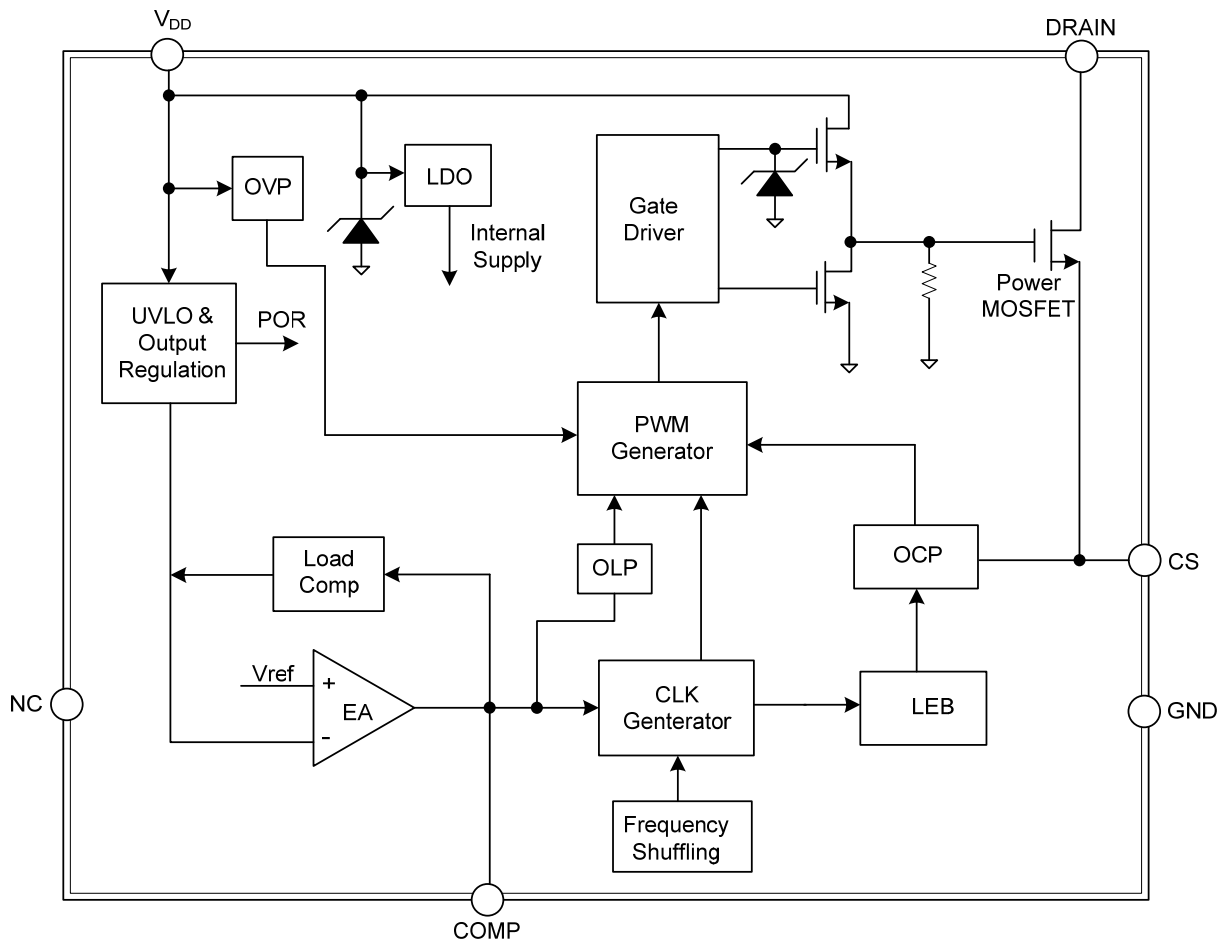 VDD
DRAIN
OVP
LDO
Internal
Supply
Gate
Driver
Power
MOSFET
UVLO &
Output
Regulation
POR
PWM
Generator
Load
Comp
OLP
OCP
CS
Vref
+
EA
-
CLK
Genterator
LEB
NC
GND
Frequency
Shuffling
COMP